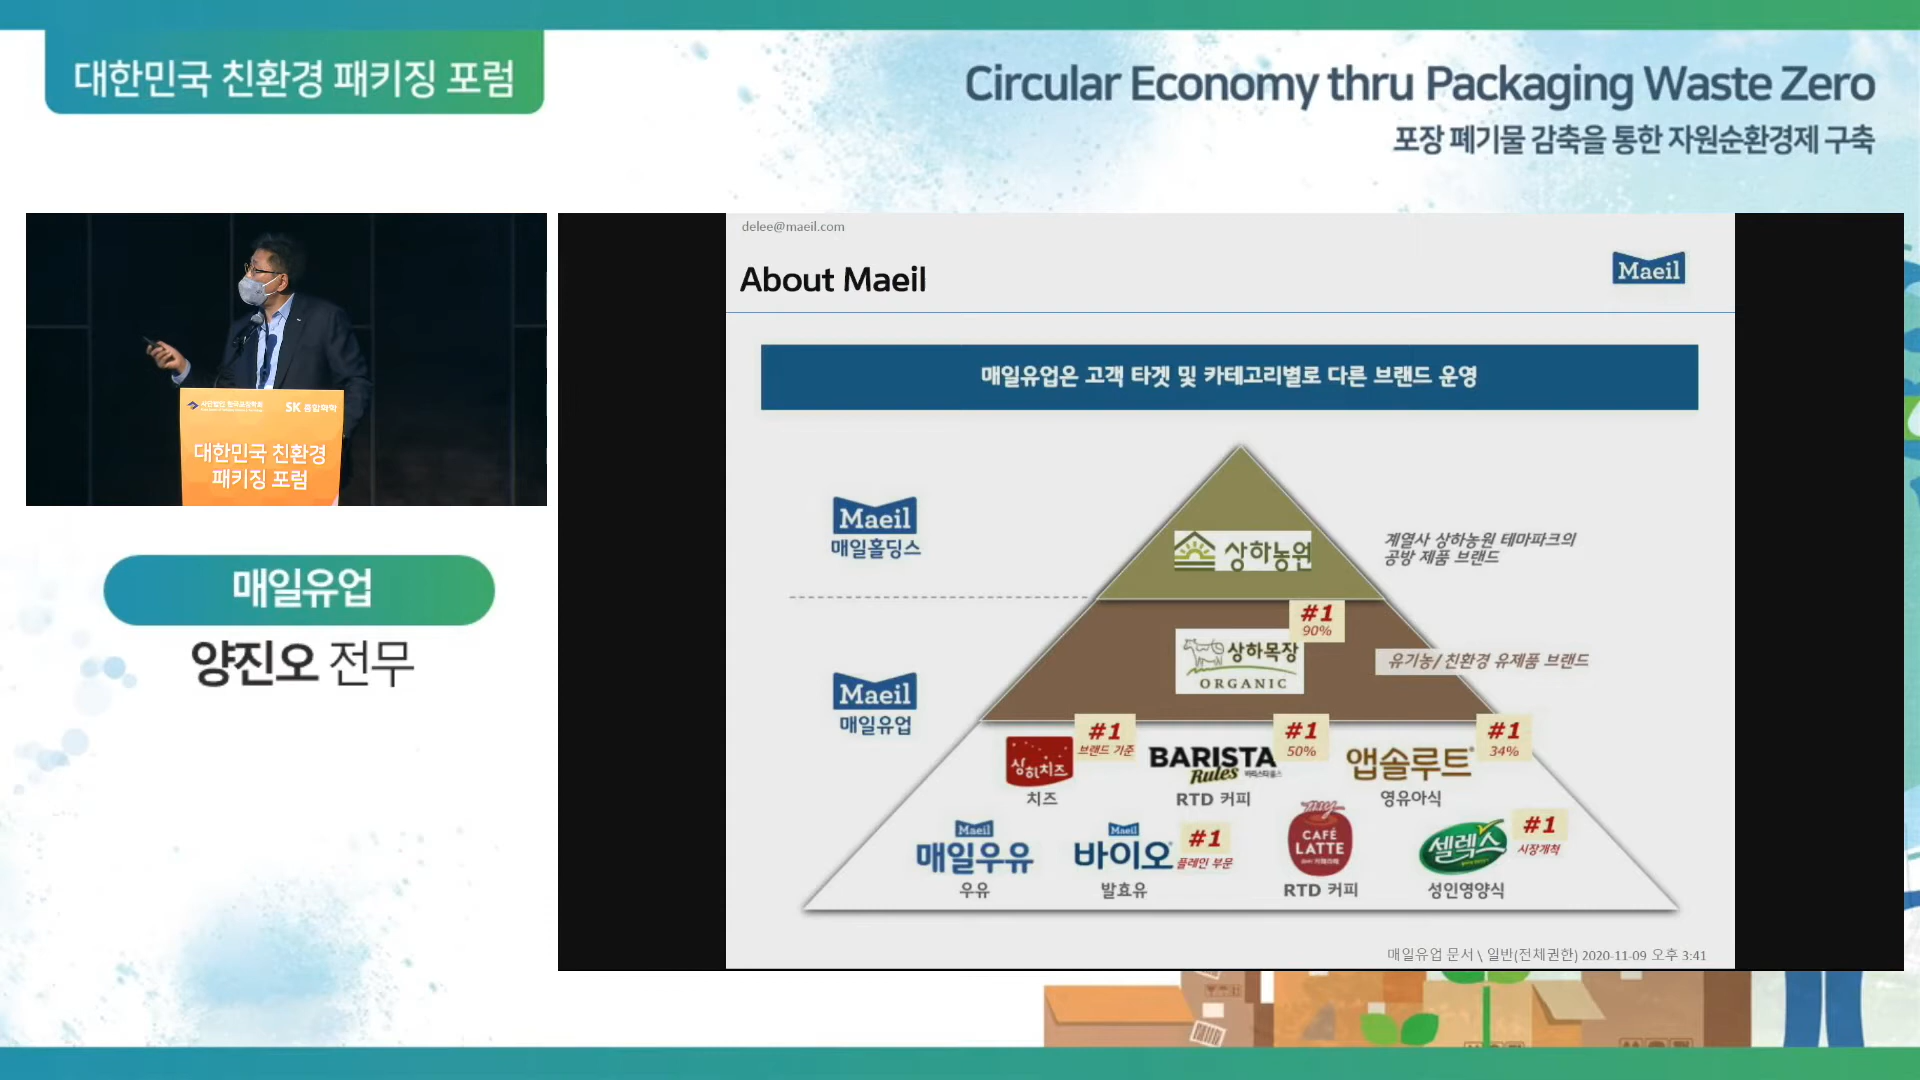 대한민국 친환경 패키징 포럼
Circular Economy thru Packaging Waste Zero
포장 폐기물 감축을 통한 자원순환경제 구축
SK 종합화학
대한민국 친환경
패키징 포럼
매일유업
양진오 전무
delee@maeil.com
About Maeil
Maeil
매일유업은 고객 타겟 및 카테고리별로 다른 브랜드 운영
Maeil
매일홀딩스
상하농원
계열사 상하농원 테마파크의
공방 제품 브랜드
#1
90%
상하목장
ORGANIC
유기농/친환경 유제품 브랜드
Maeil
매일유업
상하치즈
#1
브랜드 기준
치즈
BARISTA
Rules 바리스타룰스
#1
50%
RTD 커피
앱솔루트
#1
34%
영유아식
Maeil
매일우유
우유
Maeil
바이오
#1
플레인 부문
발효유
CAFÉ
LATTE
RTD 커피
셀렉스
#1
시장개척
성인영양식
매일유업 문서 \ 일반(전체권한) 2020-11-09 오후 3:41